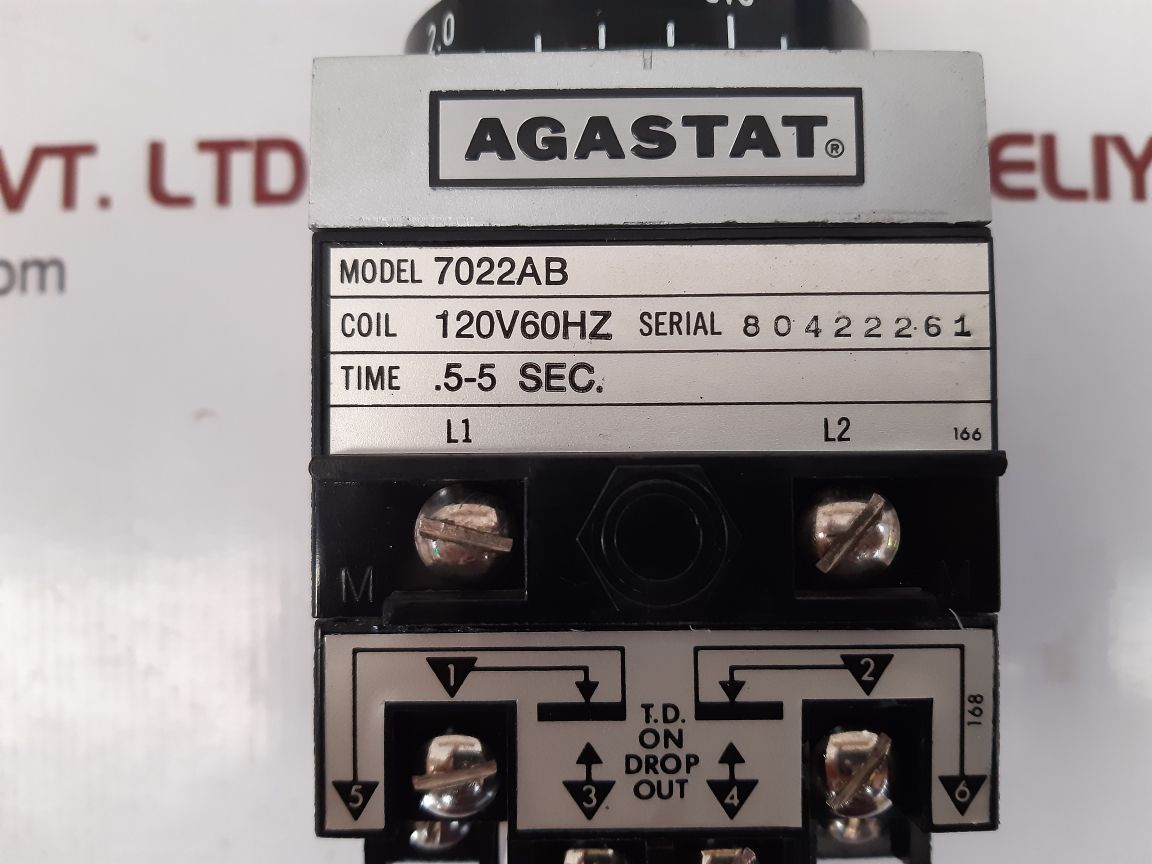 2.0
AGASTAT®
VT. LTD
ELIY
om
MODEL 7022AB
COIL 120V60HZ SERIAL 80422261
TIME .5-5 SEC.
L1 L2 166
M M
1 2
168
T.D.
ON
DROP
OUT
5 3 4 6